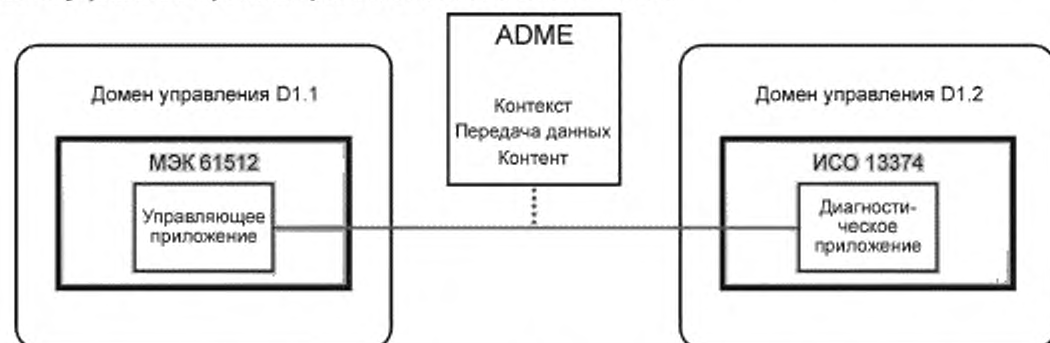 ADME
Домен управления D1.1
Домен управления D1.2
Контекст
Передача данных
Контент
МЭК 61512
ИСО 13374
Управляющее
приложение
Диагности-
ческое
приложение